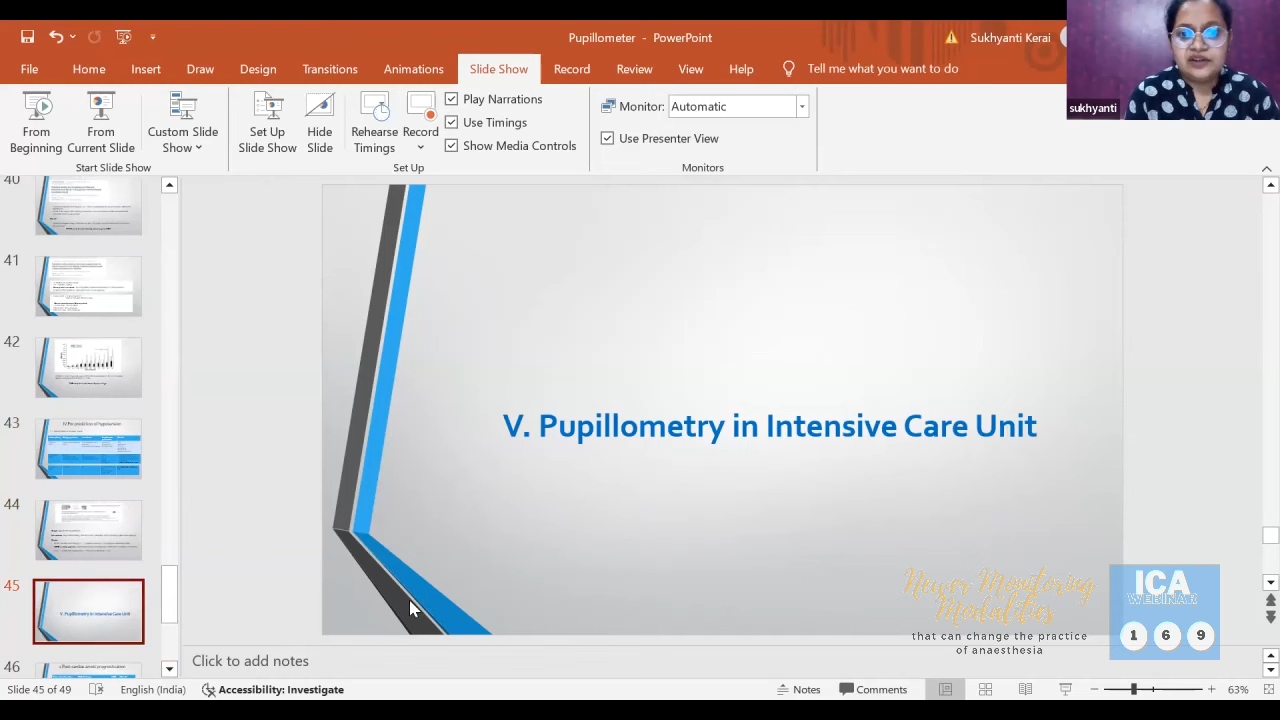 Pupillometer - PowerPoint
Sukhyanti Kerai
File Home Insert Draw Design Transitions Animations Slide Show Record Review View Help Tell me what you want to do
From Beginning
From Current Slide
Custom Slide Show
Set Up Slide Show
Hide Slide
Rehearse Timings
Record
Play Narrations
Use Timings
Show Media Controls
Monitor: Automatic
Use Presenter View
Start Slide Show
Set Up
Monitors
sukhyanti
40
41
42
43
44
45
V. Pupillometry in Intensive Care Unit
46
V. Pupillometry in Intensive Care Unit
Newer Monitoring
Modalities
that can change the practice
of anaesthesia
ICA
WEBINAR
1 6 9
Click to add notes
Slide 45 of 49 English (India) Accessibility: Investigate Notes Comments 63%